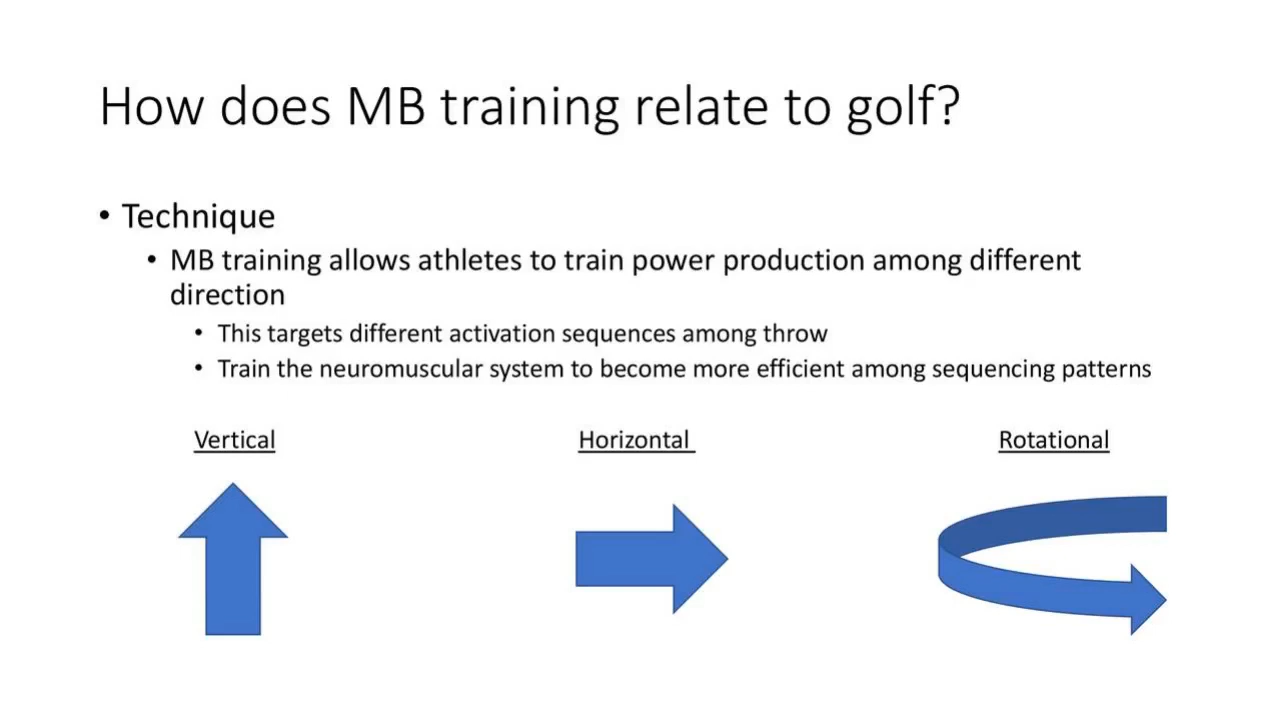 How does MB training relate to golf?
• Technique
• MB training allows athletes to train power production among different
direction
• This targets different activation sequences among throw
• Train the neuromuscular system to become more efficient among sequencing patterns
Vertical
Horizontal
Rotational